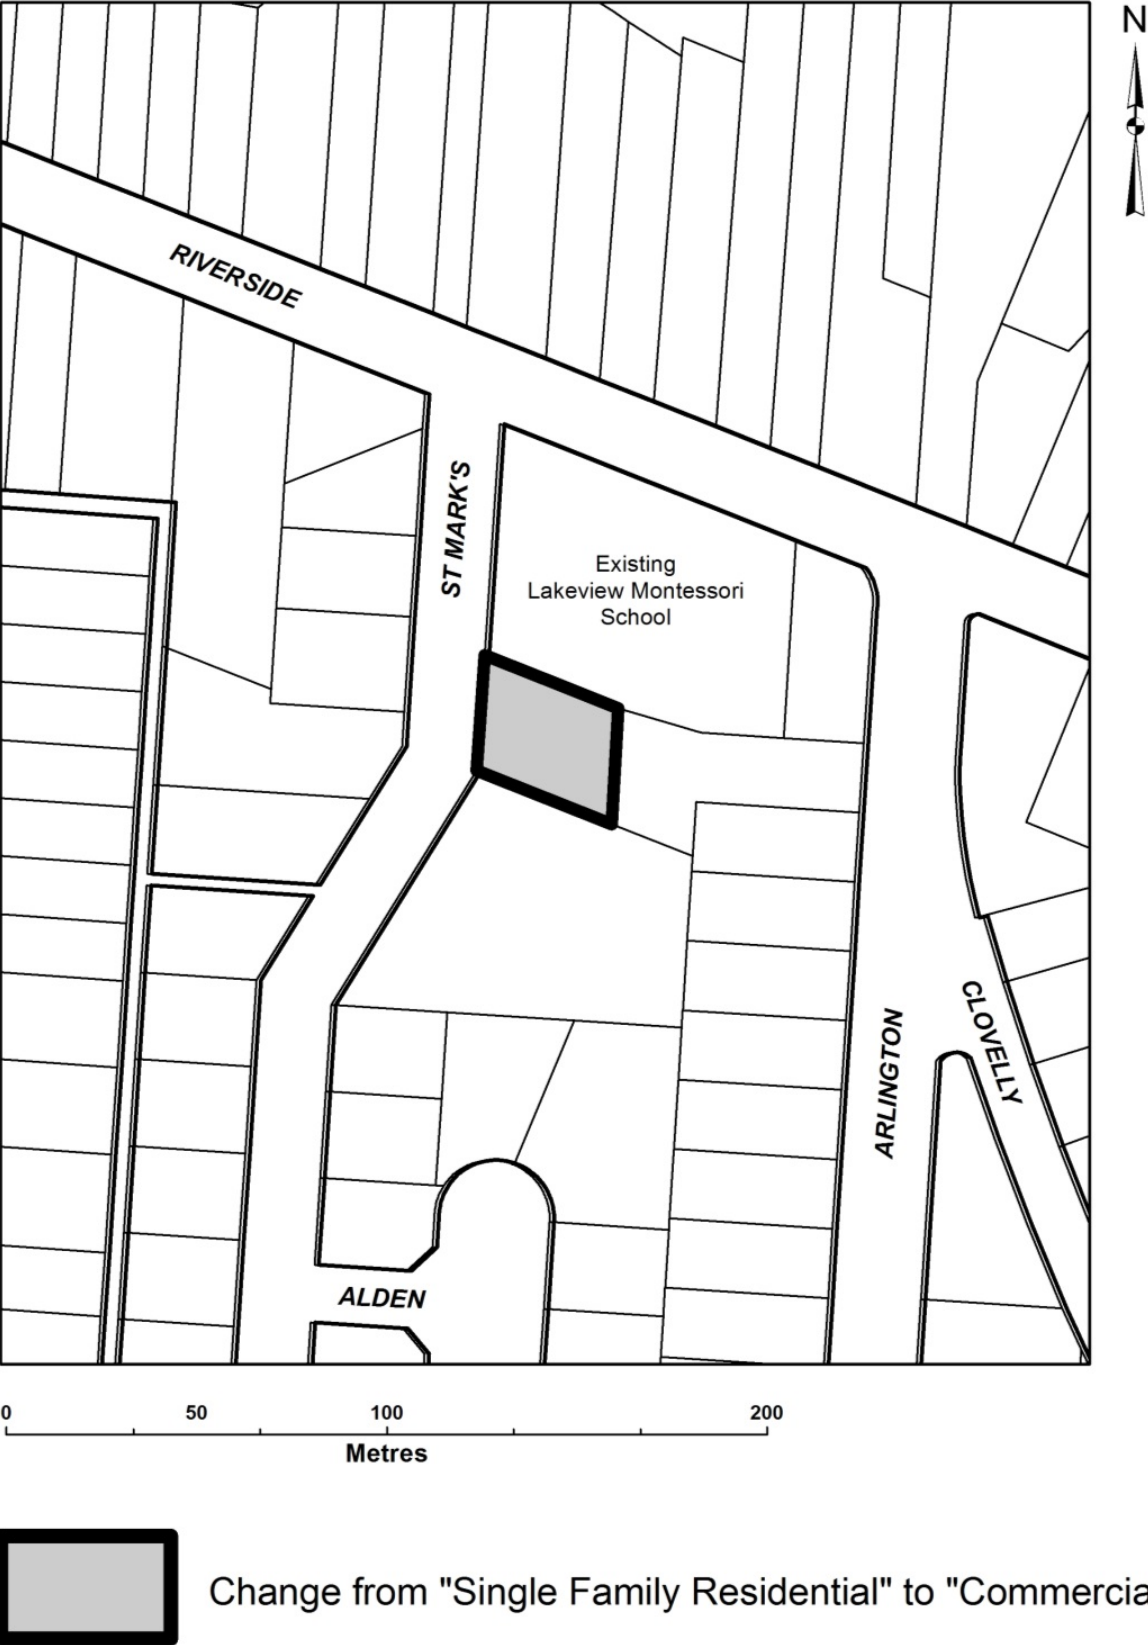 N
RIVERSIDE
ST MARK'S
Existing
Lakeview Montessori
School
CLOVELLY
ARLINGTON
ALDEN
0 50 100 200
Metres
Change from "Single Family Residential" to "Commercia